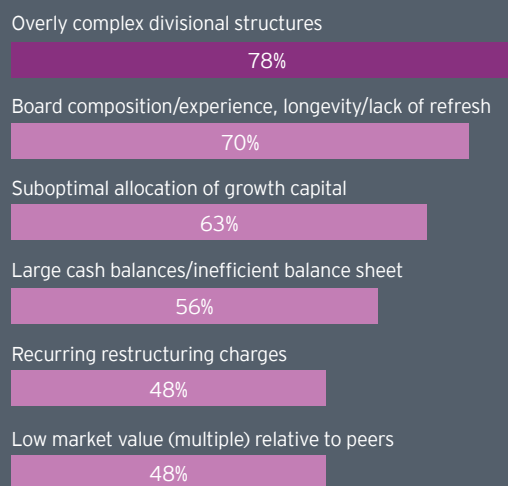 Overly complex divisional structures
78%
Board composition/experience, longevity/lack of refresh
70%
Suboptimal allocation of growth capital
63%
Large cash balances/inefficient balance sheet
56%
Recurring restructuring charges
48%
Low market value (multiple) relative to peers
48%